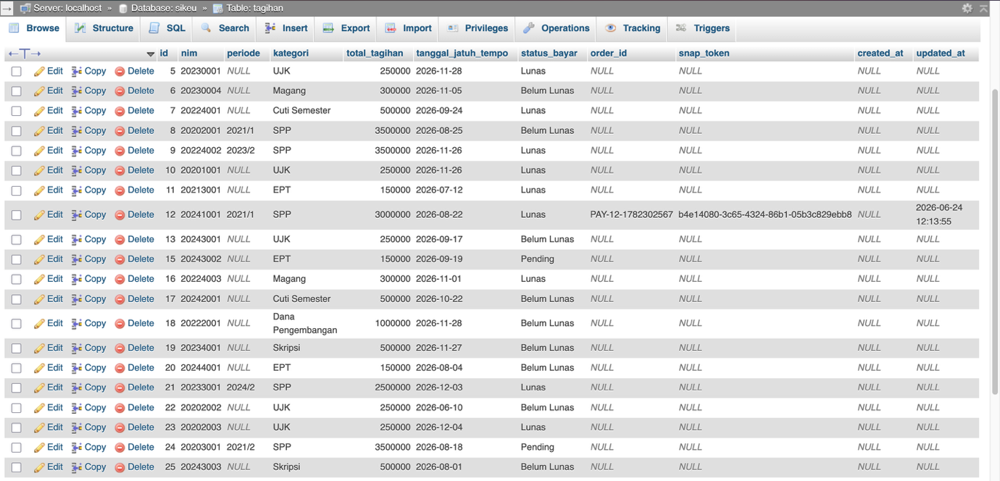 Server: localhost » Database: sikeu » Table: tagihan
Browse Structure SQL Search Insert Export Import Privileges Operations Tracking Triggers
id nim periode kategori total_tagihan tanggal_jatuh_tempo status_bayar order_id snap_token created_at updated_at
Edit Copy Delete 5 20230001 NULL UJK 250000 2026-11-28 Lunas NULL NULL NULL NULL
Edit Copy Delete 6 20230004 NULL Magang 300000 2026-11-05 Belum Lunas NULL NULL NULL NULL
Edit Copy Delete 7 20224001 NULL Cuti Semester 500000 2026-09-24 Lunas NULL NULL NULL NULL
Edit Copy Delete 8 20202001 2021/1 SPP 3500000 2026-08-25 Belum Lunas NULL NULL NULL NULL
Edit Copy Delete 9 20224002 2023/2 SPP 3500000 2026-11-26 Lunas NULL NULL NULL NULL
Edit Copy Delete 10 20201001 NULL UJK 250000 2026-11-26 Lunas NULL NULL NULL NULL
Edit Copy Delete 11 20213001 NULL EPT 150000 2026-07-12 Lunas NULL NULL NULL NULL
Edit Copy Delete 12 20241001 2021/1 SPP 3000000 2026-08-22 Lunas PAY-12-1782302567 b4e14080-3c65-4324-86b1-05b3c829ebb8 NULL 2026-06-24
12:13:55
Edit Copy Delete 13 20243001 NULL UJK 250000 2026-09-17 Belum Lunas NULL NULL NULL NULL
Edit Copy Delete 15 20243002 NULL EPT 150000 2026-09-19 Pending NULL NULL NULL NULL
Edit Copy Delete 16 20224003 NULL Magang 300000 2026-11-01 Lunas NULL NULL NULL NULL
Edit Copy Delete 17 20242001 NULL Cuti Semester 500000 2026-10-22 Belum Lunas NULL NULL NULL NULL
Edit Copy Delete 18 20222001 NULL Dana
Pengembangan 1000000 2026-11-28 Belum Lunas NULL NULL NULL NULL
Edit Copy Delete 19 20234001 NULL Skripsi 500000 2026-11-27 Belum Lunas NULL NULL NULL NULL
Edit Copy Delete 20 20244001 NULL EPT 150000 2026-08-04 Belum Lunas NULL NULL NULL NULL
Edit Copy Delete 21 20233001 2024/2 SPP 2500000 2026-12-03 Lunas NULL NULL NULL NULL
Edit Copy Delete 22 20202002 NULL UJK 250000 2026-06-10 Belum Lunas NULL NULL NULL NULL
Edit Copy Delete 23 20202003 NULL UJK 250000 2026-12-04 Lunas NULL NULL NULL NULL
Edit Copy Delete 24 20203001 2021/2 SPP 3500000 2026-08-18 Pending NULL NULL NULL NULL
Edit Copy Delete 25 20243003 NULL Skripsi 500000 2026-08-01 Belum Lunas NULL NULL NULL NULL